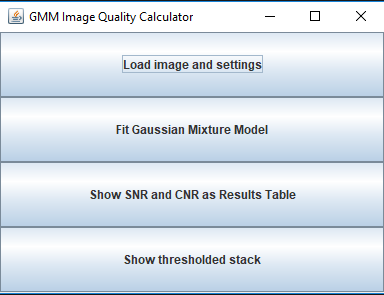 GMM Image Quality Calculator
Load image and settings
Fit Gaussian Mixture Model
Show SNR and CNR as Results Table
Show thresholded stack